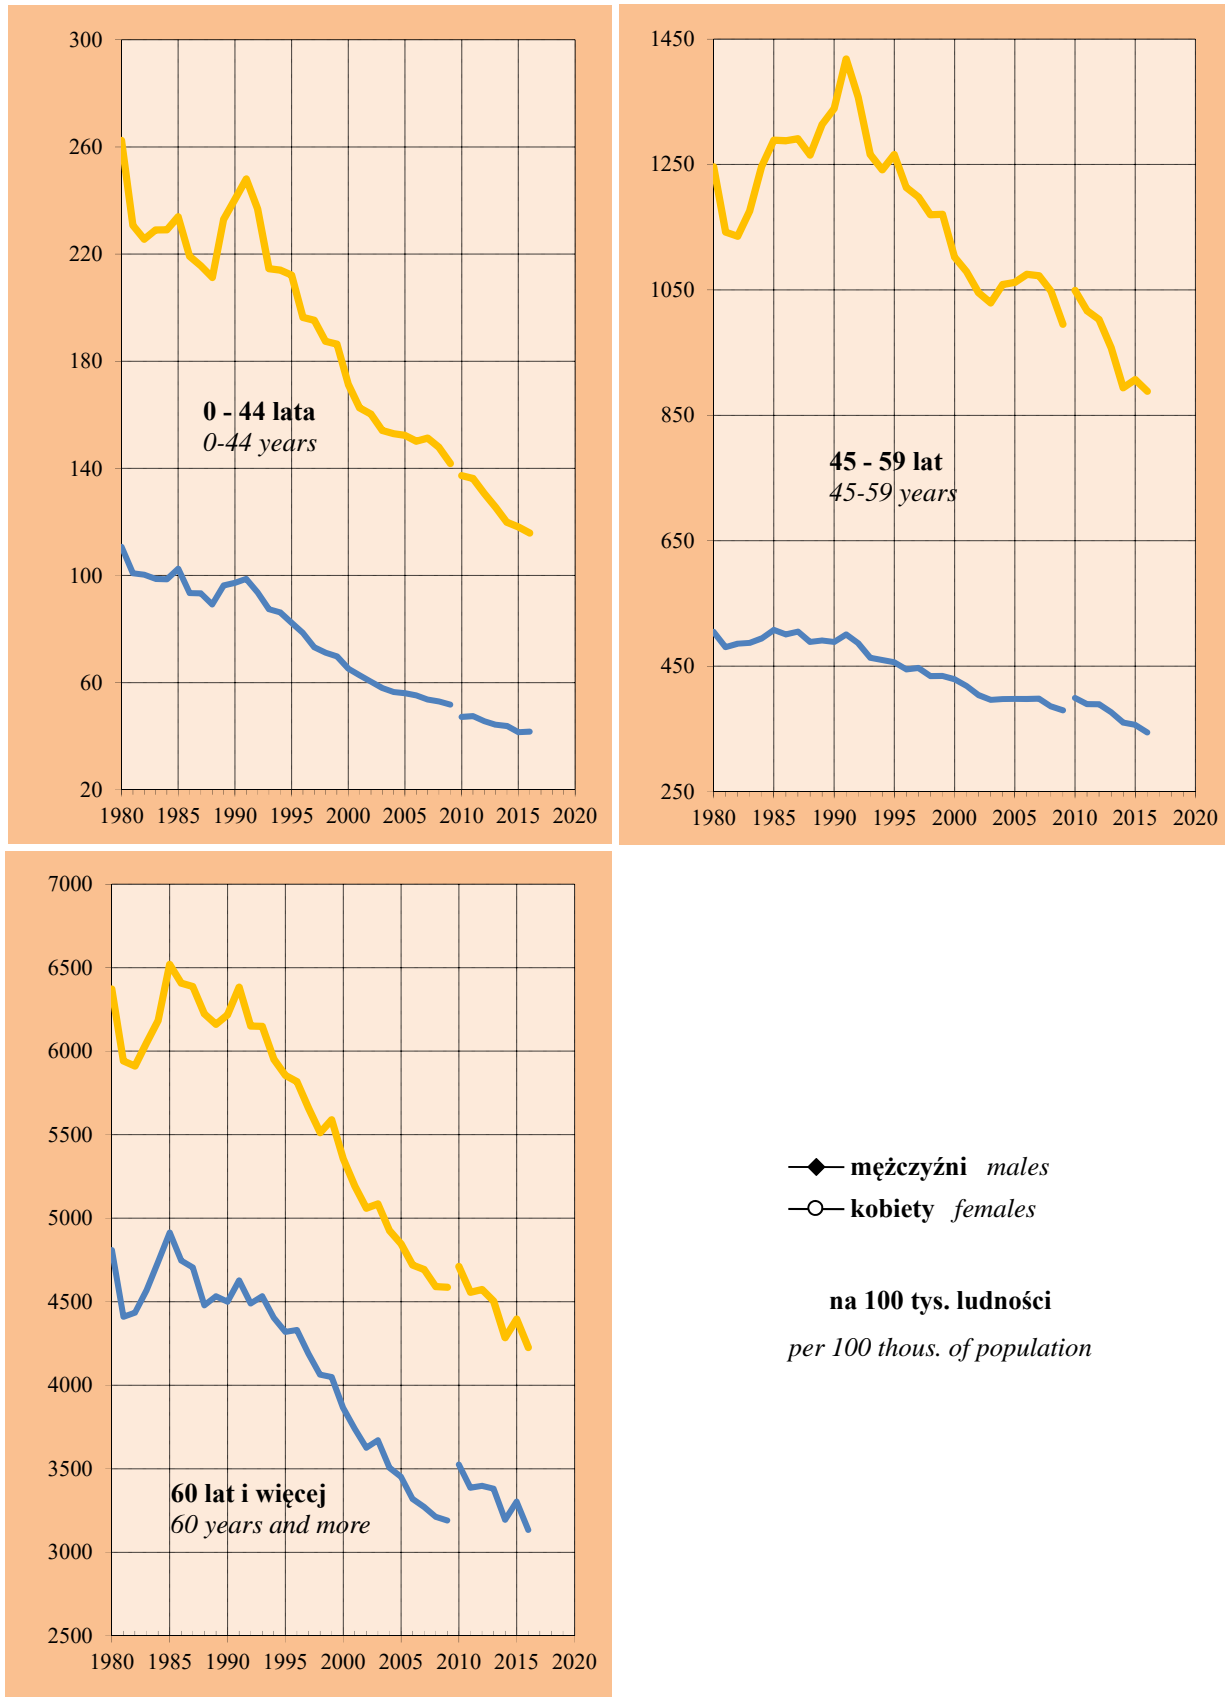 300
260
220
180
140
100
60
20
0 - 44 lata
0-44 years
1980 1985 1990 1995 2000 2005 2010 2015 2020
1450
1250
1050
850
650
450
250
45 - 59 lat
45-59 years
1980 1985 1990 1995 2000 2005 2010 2015 2020
7000
6500
6000
5500
5000
4500
4000
3500
3000
2500
60 lat i więcej
60 years and more
1980 1985 1990 1995 2000 2005 2010 2015 2020
mężczyźni males
kobiety females
na 100 tys. ludności
per 100 thous. of population